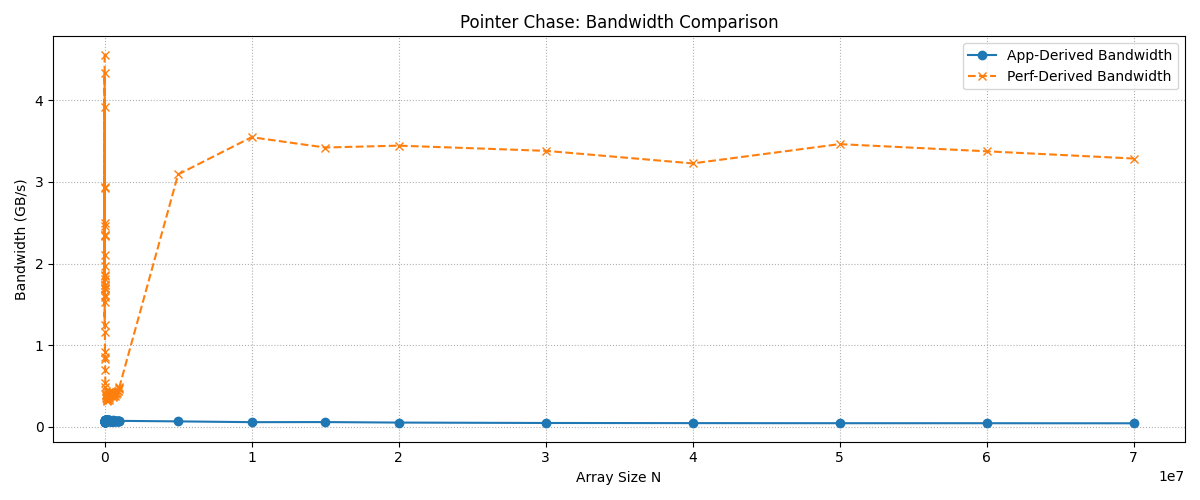 Pointer Chase: Bandwidth Comparison
App-Derived Bandwidth
Perf-Derived Bandwidth
Bandwidth (GB/s)
4
3
2
1
0
0 1 2 3 4 5 6 7
1e7
Array Size N